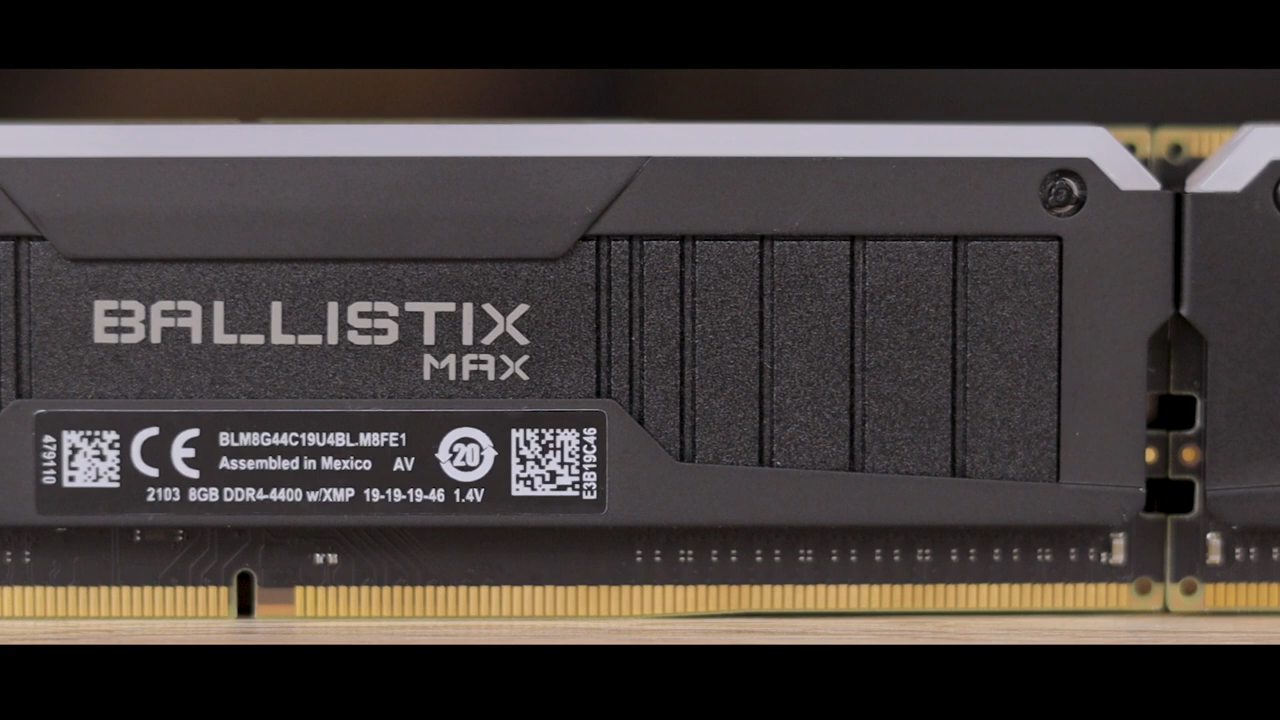 BALLISTIX
MAX
479110
CE
BLM8G44C19U4BL.M8FE1
Assembled in Mexico AV
20
E3B19C46
2103 8GB DDR4-4400 w/XMP 19-19-19-46 1.4V